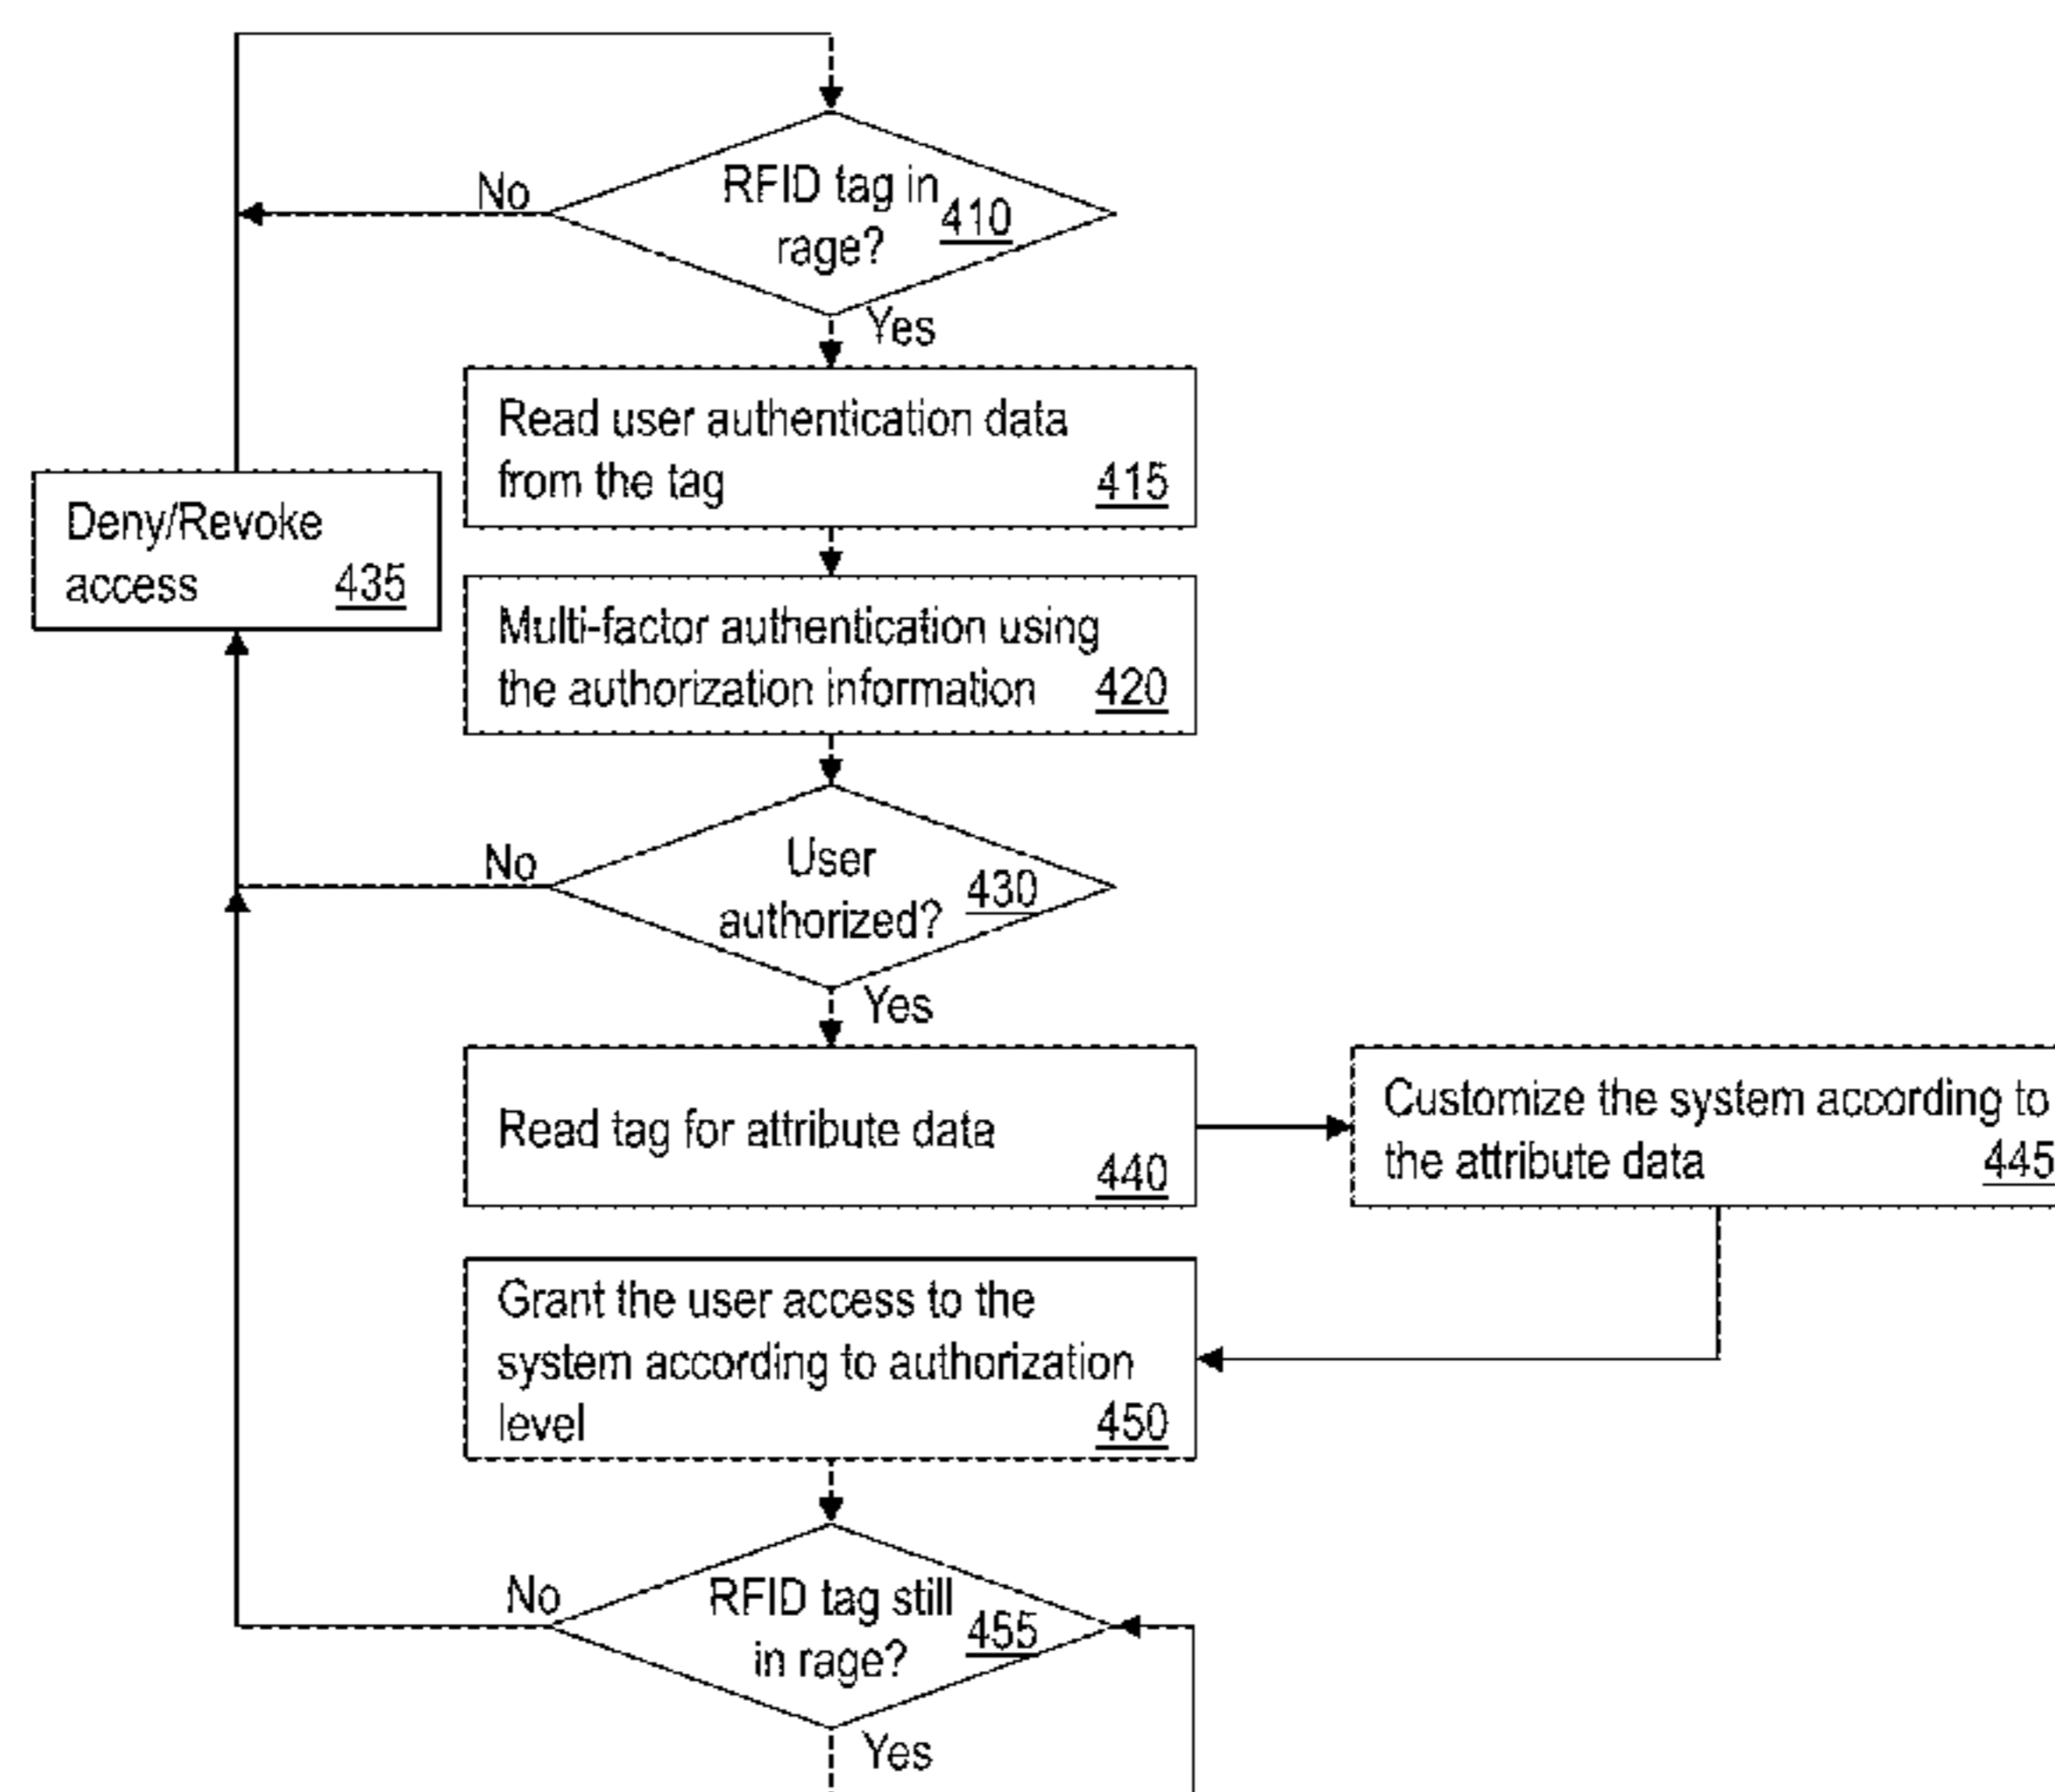 No
RFID tag in
410
rage?
Yes
Read user authentication data
from the tag 415
Deny/Revoke
access 435
Multi-factor authentication using
the authorization information 420
No
User
430
authorized?
Yes
Read tag for attribute data
440
Customize the system according to
the attribute data 445
Grant the user access to the
system according to authorization
level 450
No
RFID tag still
455
in rage?
Yes